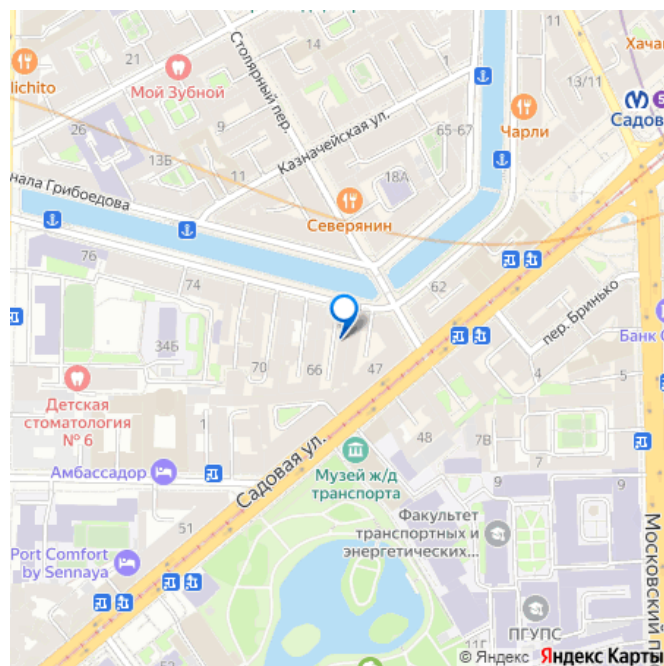 14
21
Мой Зубной
Столярный пер.
Хача
13/11
Садов
Чарли
26
13Б
11
Казначейская ул.
65-67
18А
нала Грибоедова
Северянин
76
74
62
пер. Бринько
34Б
70
66
47
Банк
4
5
Детская
стоматология
№ 6
1
48
7В
7
Садовая ул.
Музей ж/д
транспорта
Амбассадор
9
9
51
Факультет
транспортных и
энергетических...
Port Comfort
by Sennaya
Московский п
ПГУПС
11Г
© Яндекс Яндекс Карты